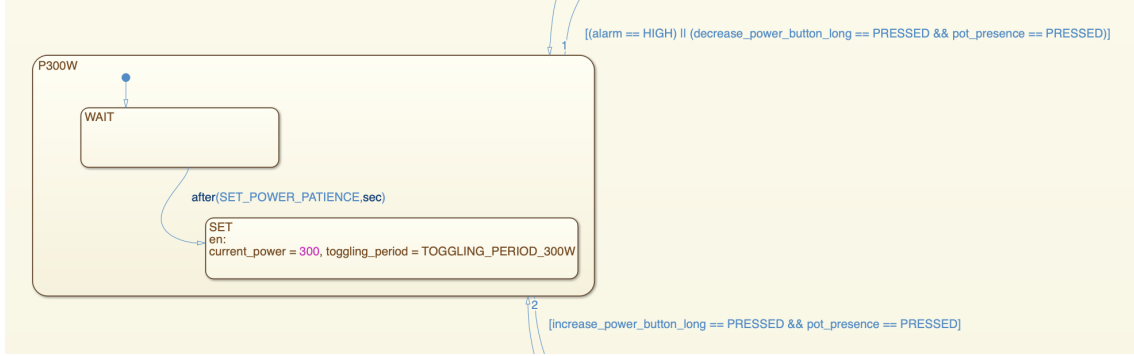 [(alarm == HIGH) || (decrease_power_button_long == PRESSED && pot_presence == PRESSED)]
1
P300W
WAIT
after(SET_POWER_PATIENCE,sec)
SET
en:
current_power = 300, toggling_period = TOGGLING_PERIOD_300W
2
[increase_power_button_long == PRESSED && pot_presence == PRESSED]